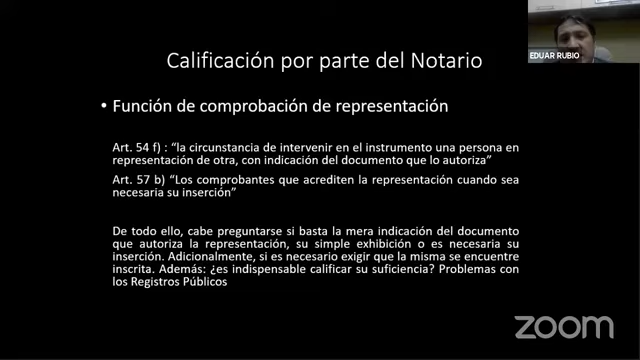 EDUAR RUBIO
Calificación por parte del Notario
• Función de comprobación de representación
Art. 54 f) : “la circunstancia de intervenir en el instrumento una persona en
representación de otra, con indicación del documento que lo autoriza”
Art. 57 b) “Los comprobantes que acrediten la representación cuando sea
necesaria su inserción”
De todo ello, cabe preguntarse si basta la mera indicación del documento
que autoriza la representación, su simple exhibición o es necesaria su
inserción. Adicionalmente, si es necesario exigir que la misma se encuentre
inscrita. Además: ¿es indispensable calificar su suficiencia? Problemas con
los Registros Públicos
zoom